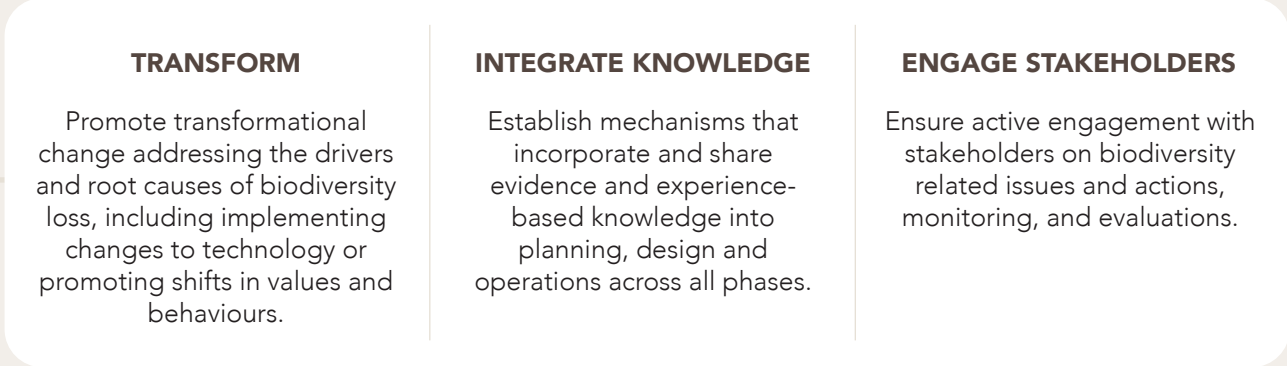 TRANSFORM
Promote transformational
change addressing the drivers
and root causes of biodiversity
loss, including implementing
changes to technology or
promoting shifts in values and
behaviours.
INTEGRATE KNOWLEDGE
Establish mechanisms that
incorporate and share
evidence and experience-
based knowledge into
planning, design and
operations across all phases.
ENGAGE STAKEHOLDERS
Ensure active engagement with
stakeholders on biodiversity
related issues and actions,
monitoring, and evaluations.